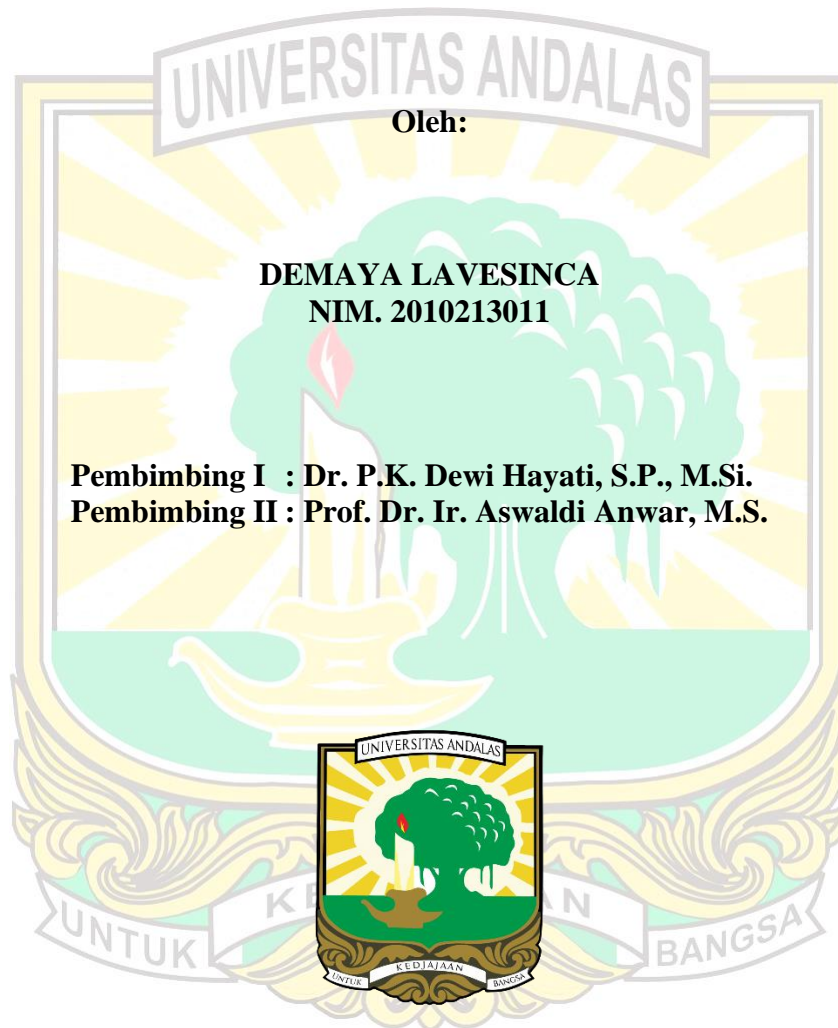 UNIVERSITAS ANDALAS
Oleh:
DEMAYA LAVESINCA
NIM. 2010213011
Pembimbing I : Dr. P.K. Dewi Hayati, S.P., M.Si.
Pembimbing II : Prof. Dr. Ir. Aswaldi Anwar, M.S.
UNIVERSITAS ANDALAS
UNTUK KEDJAJAAN BANGSA
UNTUK BANGSA